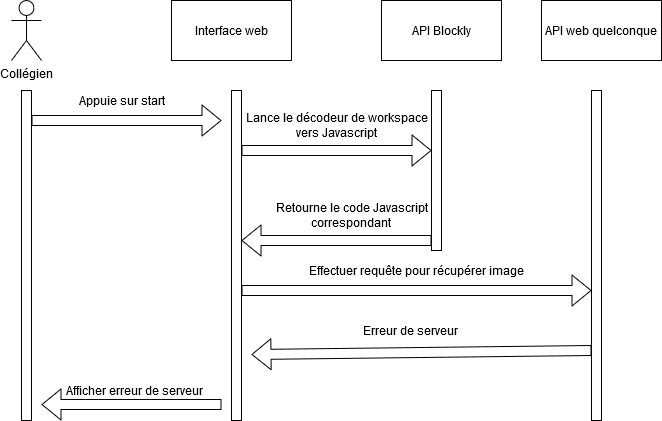 Collégien
Interface web
API Blockly
API web quelconque
Appuie sur start
Lance le décodeur de workspace
vers Javascript
Retourne le code Javascript
correspondant
Effectuer requête pour récupérer image
Erreur de serveur
Afficher erreur de serveur